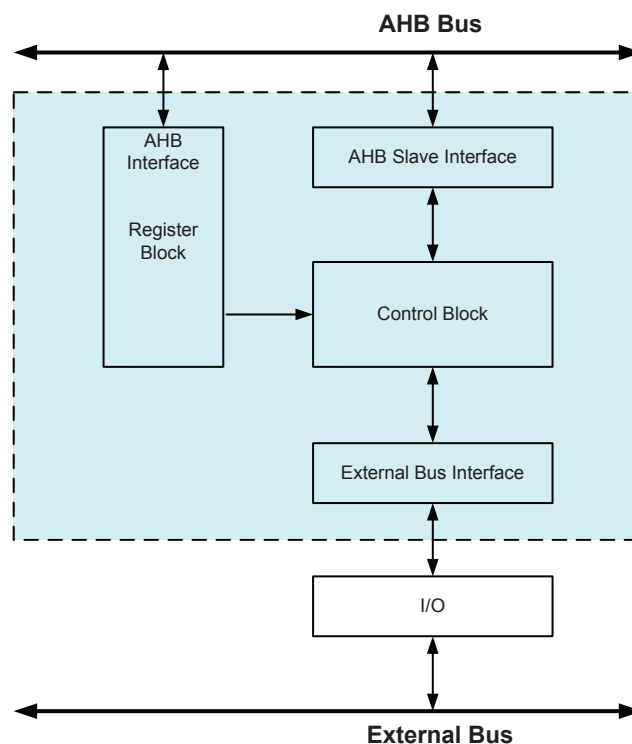 AHB Bus
AHB
Interface
Register
Block
AHB Slave Interface
Control Block
External Bus Interface
I/O
External Bus